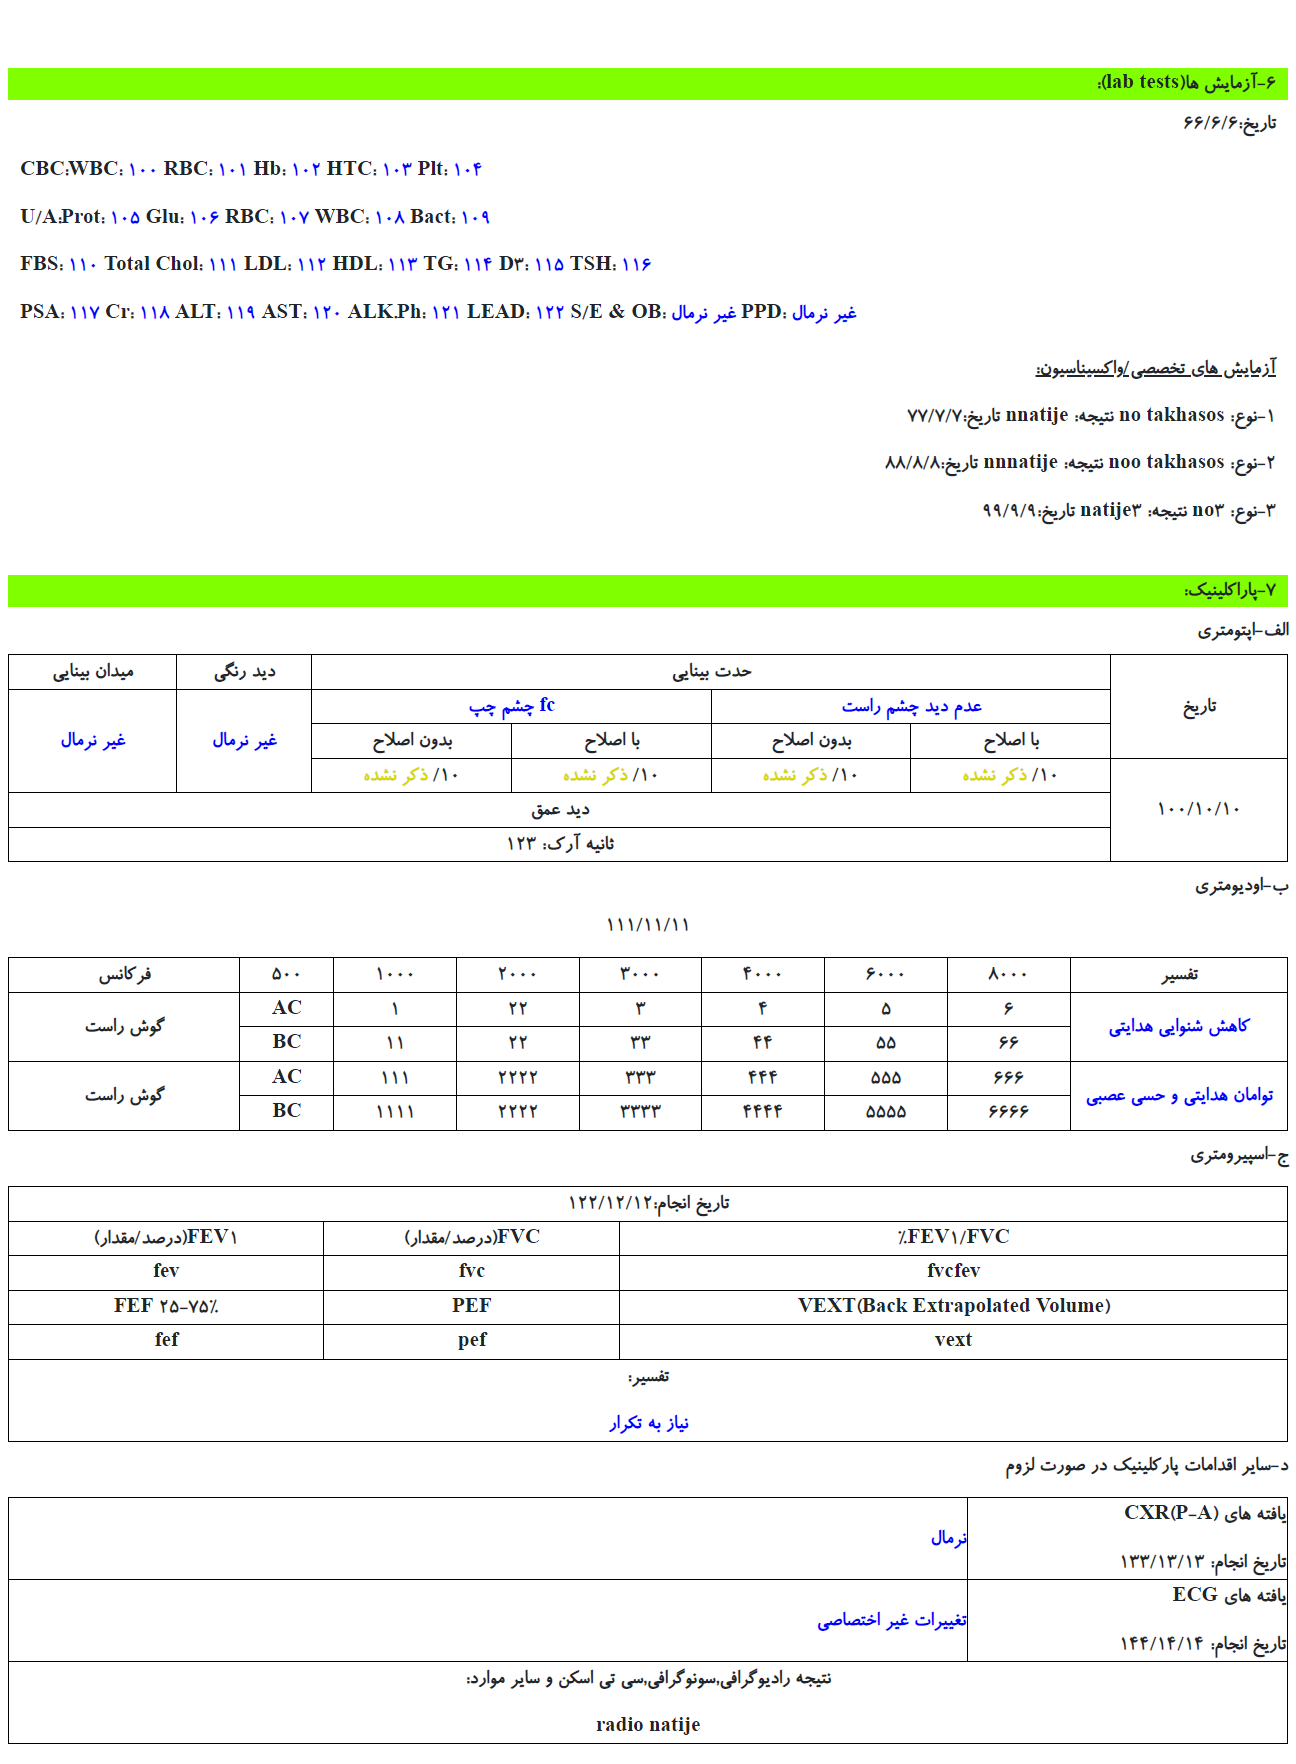 ۶-آزمایش ها(lab tests):
تاریخ:۶۶/۶/۶
CBC:WBC: ۱۰۰ RBC: ۱۰۱ Hb: ۱۰۲ HTC: ۱۰۳ Plt: ۱۰۴
U/A:Prot: ۱۰۵ Glu: ۱۰۶ RBC: ۱۰۷ WBC: ۱۰۸ Bact: ۱۰۹
FBS: ۱۱۰ Total Chol: ۱۱۱ LDL: ۱۱۲ HDL: ۱۱۳ TG: ۱۱۴ D۳: ۱۱۵ TSH: ۱۱۶
PSA: ۱۱۷ Cr: ۱۱۸ ALT: ۱۱۹ AST: ۱۲۰ ALK.Ph: ۱۲۱ LEAD: ۱۲۲ S/E & OB: غیر نرمال PPD: غیر نرمال
آزمایش های تخصصی/واکسیناسیون:
۱-نوع: no takhasos نتیجه: nnatije تاریخ:۷۷/۷/۷
۲-نوع: noo takhasos نتیجه: nnnatije تاریخ:۸۸/۸/۸
۳-نوع: no۳ نتیجه: natije۳ تاریخ:۹۹/۹/۹
۷-پاراکلینیک:
الف-اپتومتری
تاریخ حدت بینایی دید رنگی میدان بینایی
عدم دید چشم راست fc چشم چپ غیر نرمال غیر نرمال
با اصلاح بدون اصلاح با اصلاح بدون اصلاح
۱۰/ ذکر نشده ۱۰/ ذکر نشده ۱۰/ ذکر نشده ۱۰/ ذکر نشده
۱۰۰/۱۰/۱۰ دید عمق
ثانیه آرک: ۱۲۳
ب-اودیومتری
۱۱۱/۱۱/۱۱
تفسیر ۸۰۰۰ ۶۰۰۰ ۴۰۰۰ ۳۰۰۰ ۲۰۰۰ ۱۰۰۰ ۵۰۰ فرکانس
کاهش شنوایی هدایتی ۶ ۵ ۴ ۳ ۲۲ ۱ AC گوش راست
۶۶ ۵۵ ۴۴ ۳۳ ۲۲ ۱۱ BC
توامان هدایتی و حسی عصبی ۶۶۶ ۵۵۵ ۴۴۴ ۳۳۳ ۲۲۲۲ ۱۱۱ AC گوش راست
۶۶۶۶ ۵۵۵۵ ۴۴۴۴ ۳۳۳۳ ۲۲۲۲ ۱۱۱۱ BC
ج-اسپیرومتری
تاریخ انجام:۱۲۲/۱۲/۱۲
٪FEV۱/FVC FVC(درصد/مقدار) FEV۱(درصد/مقدار)
fvcfev fvc fev
VEXT(Back Extrapolated Volume) PEF FEF ۲۵-۷۵٪
vext pef fef
تفسیر:
نیاز به تکرار
د-سایر اقدامات پارکلینیک در صورت لزوم
یافته های CXR(P-A)
تاریخ انجام: ۱۳۳/۱۳/۱۳
نرمال
یافته های ECG
تاریخ انجام: ۱۴۴/۱۴/۱۴
تغییرات غیر اختصاصی
نتیجه رادیوگرافی,سونوگرافی,سی تی اسکن و سایر موارد:
radio natije